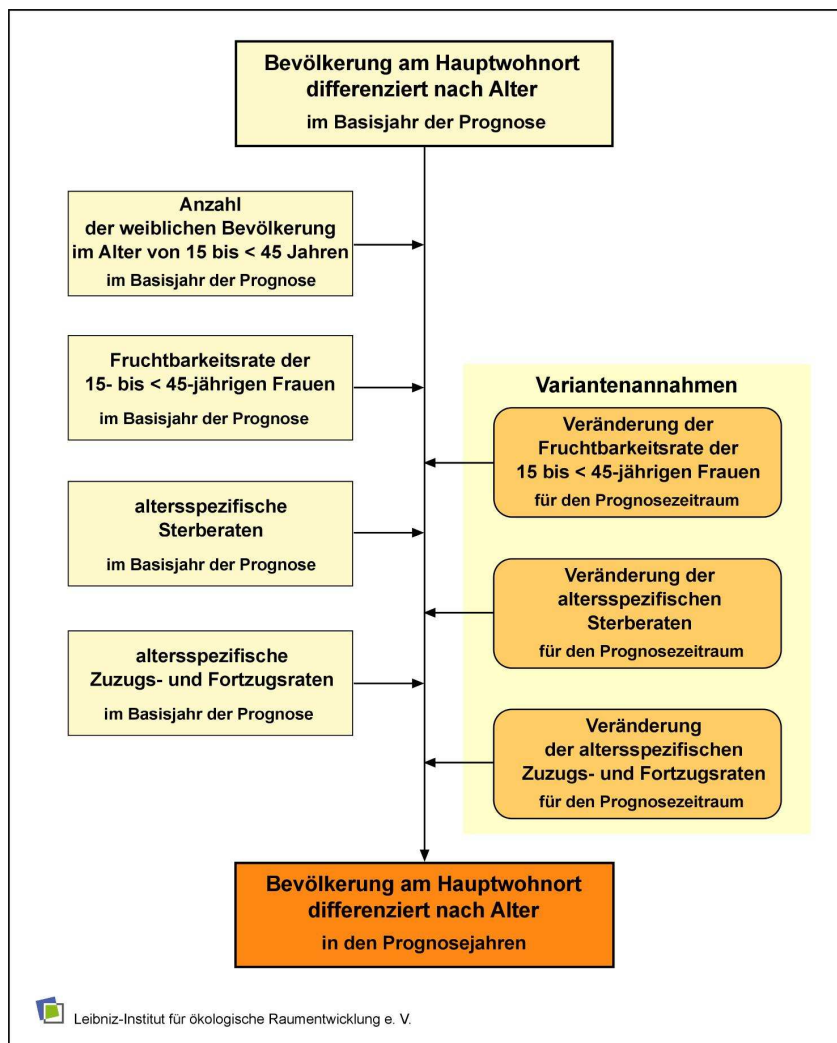 Bevölkerung am Hauptwohnort
differenziert nach Alter
im Basisjahr der Prognose
Anzahl
der weiblichen Bevölkerung
im Alter von 15 bis < 45 Jahren
im Basisjahr der Prognose
Fruchtbarkeitsrate der
15- bis < 45-jährigen Frauen
im Basisjahr der Prognose
altersspezifische
Sterberaten
im Basisjahr der Prognose
altersspezifische
Zuzugs- und Fortzugsraten
im Basisjahr der Prognose
Variantenannahmen
Veränderung der
Fruchtbarkeitsrate der
15 bis < 45-jährigen Frauen
für den Prognosezeitraum
Veränderung der
altersspezifischen
Sterberaten
für den Prognosezeitraum
Veränderung
der altersspezifischen
Zuzugs- und Fortzugsraten
für den Prognosezeitraum
Bevölkerung am Hauptwohnort
differenziert nach Alter
in den Prognosejahren
Leibniz-Institut für ökologische Raumentwicklung e. V.